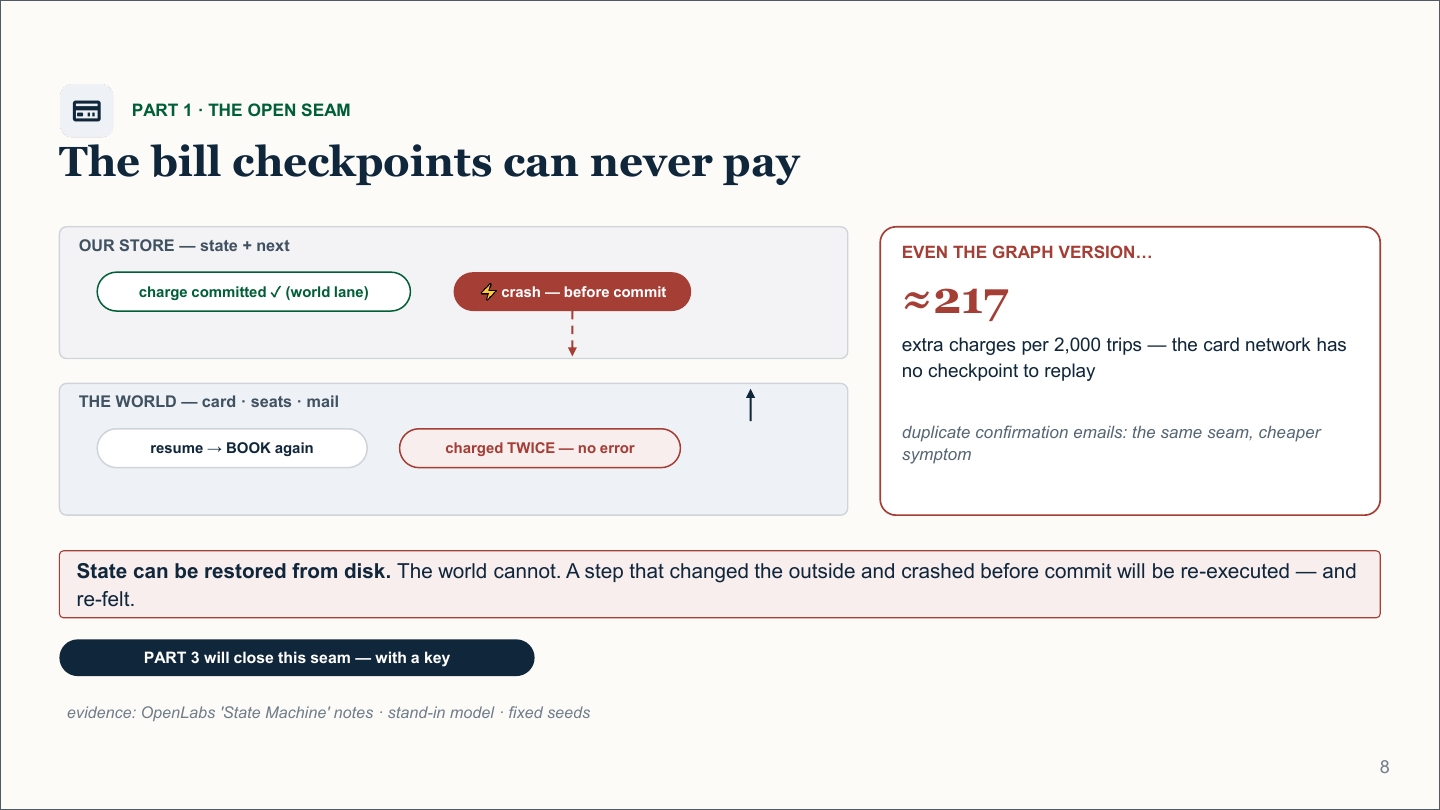 PART 1 · THE OPEN SEAM
The bill checkpoints can never pay
OUR STORE — state + next
charge committed ✓ (world lane)
⚡ crash — before commit
THE WORLD — card · seats · mail
resume → BOOK again
charged TWICE — no error
EVEN THE GRAPH VERSION…
≈217
extra charges per 2,000 trips — the card network has
no checkpoint to replay
duplicate confirmation emails: the same seam, cheaper
symptom
State can be restored from disk. The world cannot. A step that changed the outside and crashed before commit will be re-executed — and
re-felt.
PART 3 will close this seam — with a key
evidence: OpenLabs 'State Machine' notes · stand-in model · fixed seeds
8